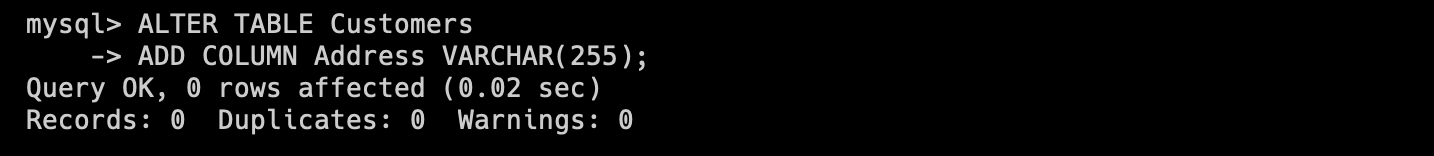 mysql> ALTER TABLE Customers
    -> ADD COLUMN Address VARCHAR(255);
Query OK, 0 rows affected (0.02 sec)
Records: 0  Duplicates: 0  Warnings: 0